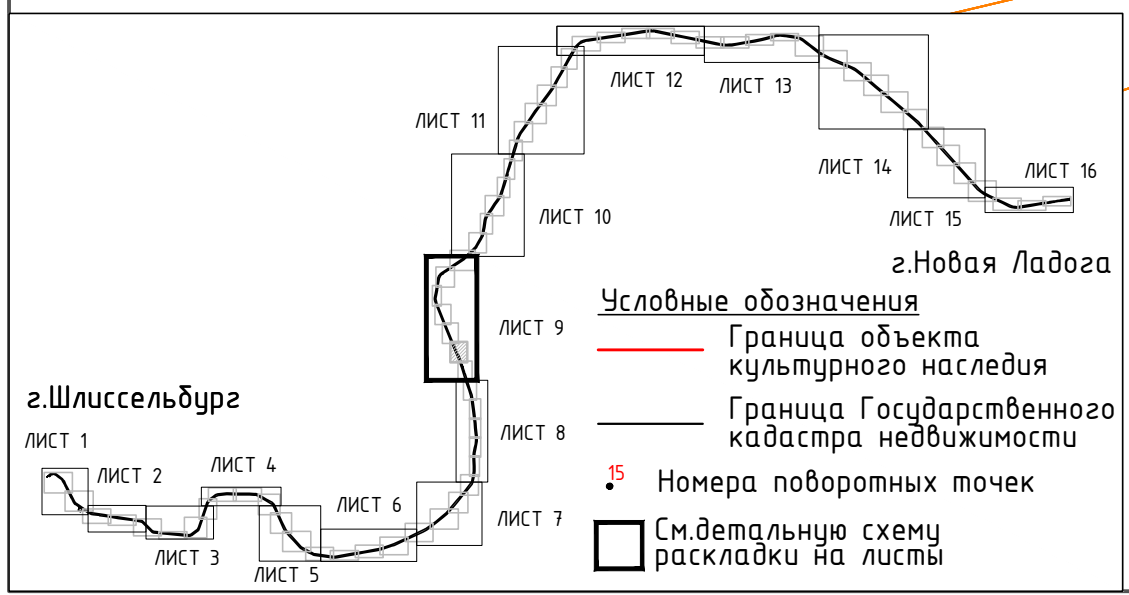 ЛИСТ 12
ЛИСТ 13
ЛИСТ 11
ЛИСТ 14
ЛИСТ 16
ЛИСТ 10
ЛИСТ 15
г.Новая Ладога
Условные обозначения
ЛИСТ 9
Граница объекта
культурного наследия
г.Шлиссельбург
Граница Государственного
кадастра недвижимости
ЛИСТ 8
ЛИСТ 1
ЛИСТ 2
ЛИСТ 4
15
Номера поворотных точек
ЛИСТ 6
ЛИСТ 7
См.детальную схему
раскладки на листы
ЛИСТ 3
ЛИСТ 5